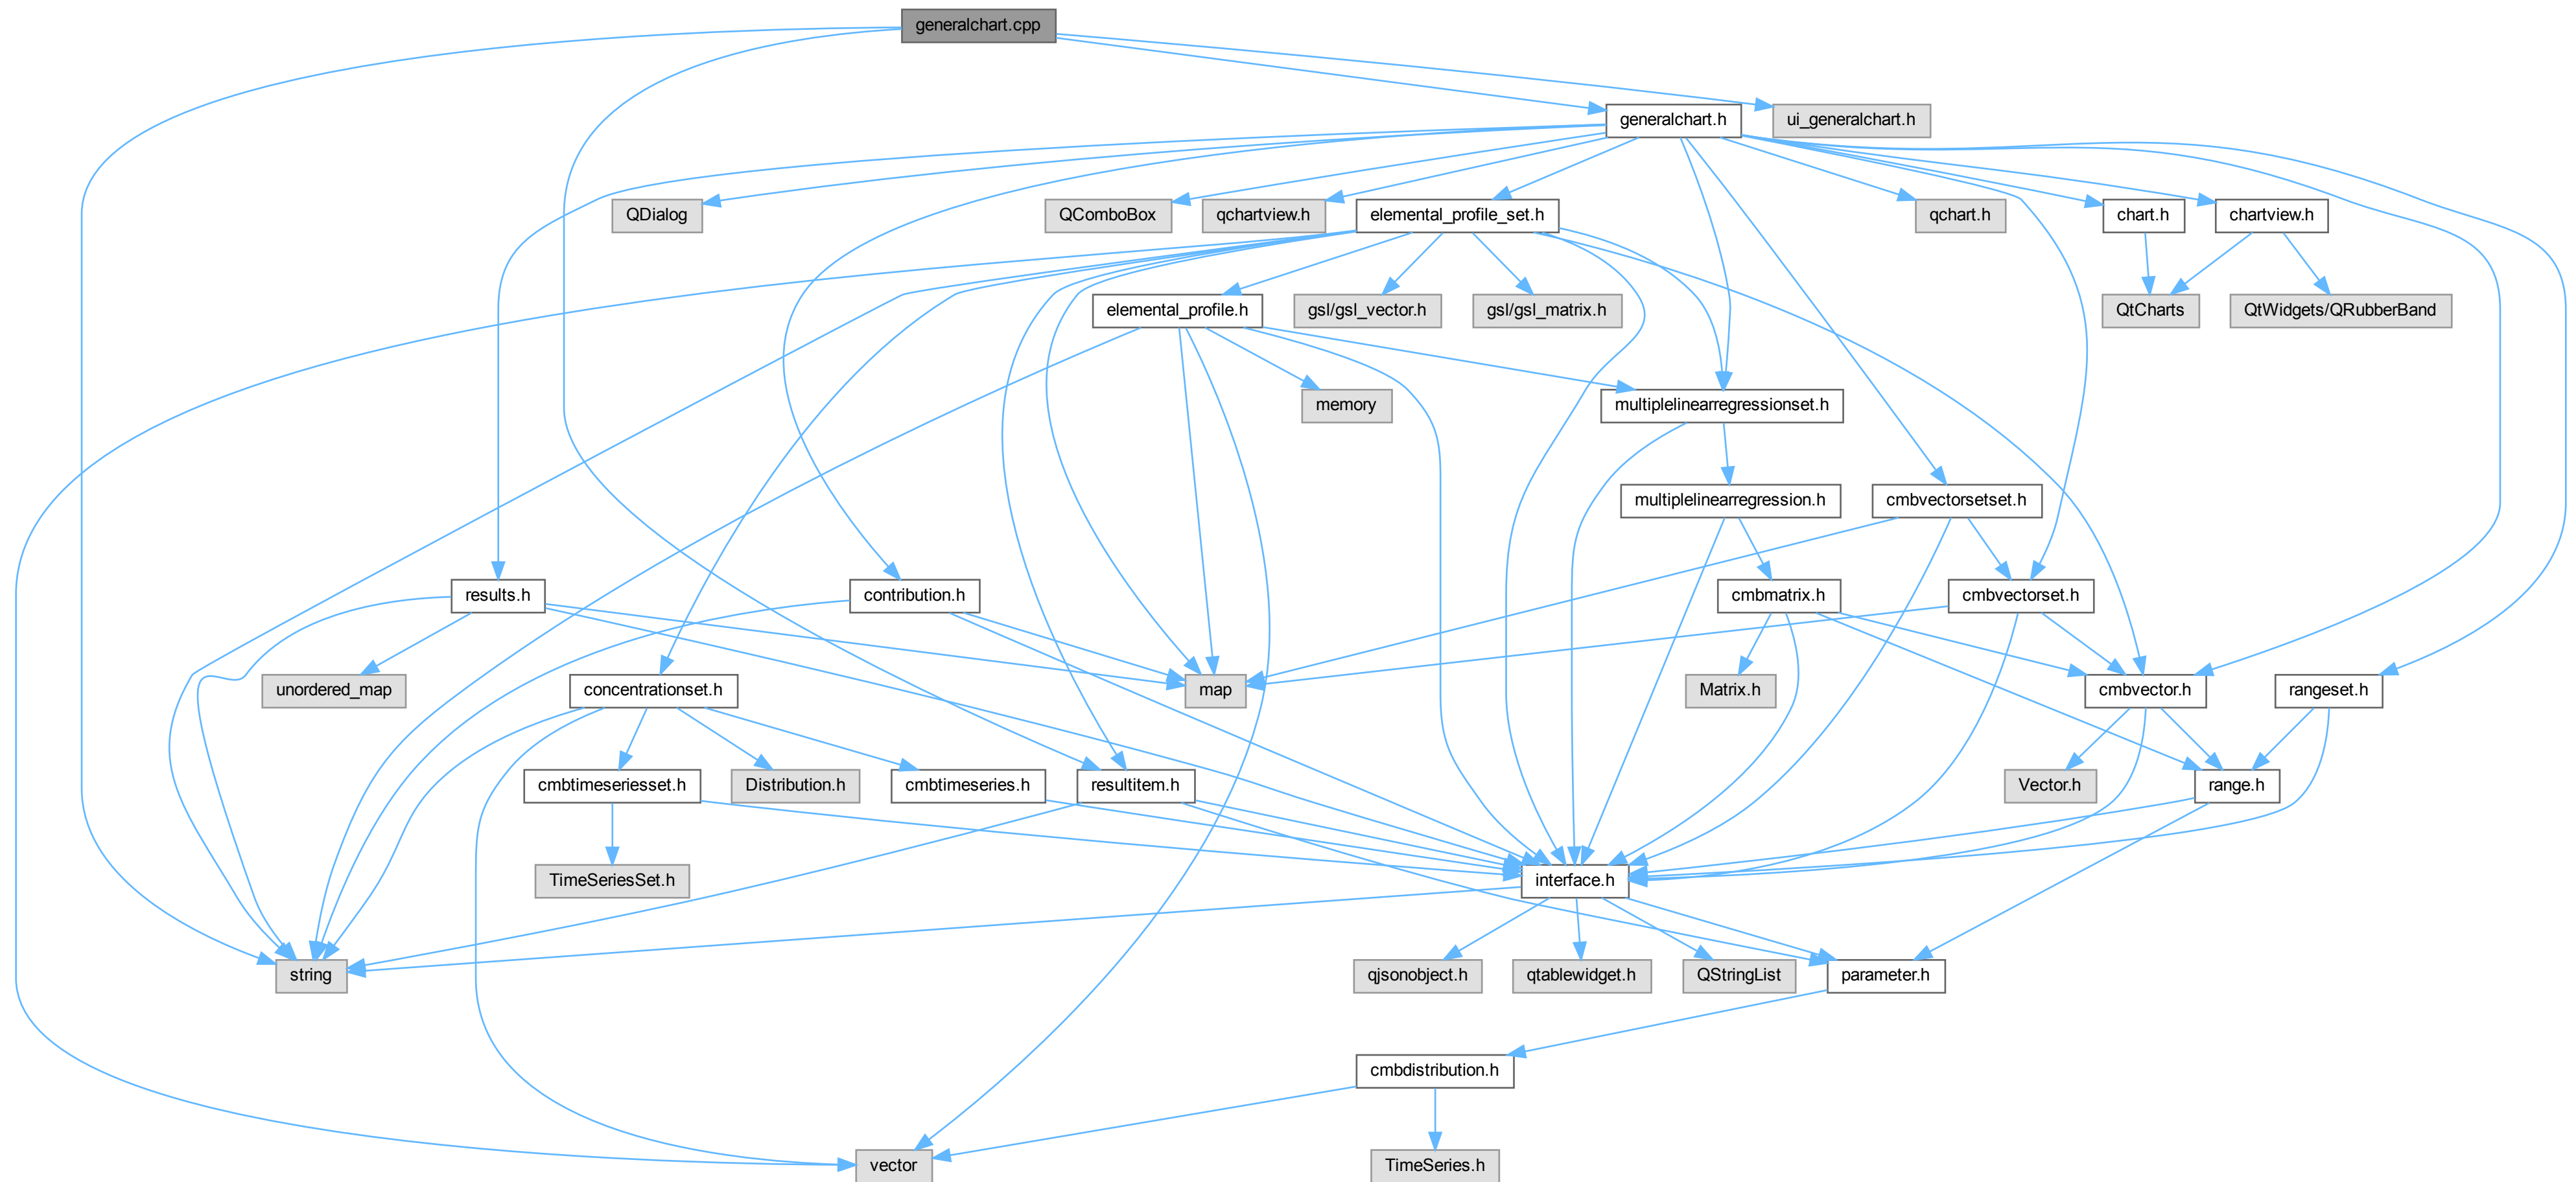 generalchart.cpp
generalchart.h
ui_generalchart.h
QDialog
QComboBox
qchartview.h
elemental_profile_set.h
qchart.h
chart.h
chartview.h
elemental_profile.h
gsl/gsl_vector.h
gsl/gsl_matrix.h
QtCharts
QtWidgets/QRubberBand
memory
multiplelinearregressionset.h
multiplelinearregression.h
cmbvectorsetset.h
results.h
contribution.h
cmbmatrix.h
cmbvectorset.h
unordered_map
concentrationset.h
map
Matrix.h
cmbvector.h
rangeset.h
cmbtimeseriesset.h
Distribution.h
cmbtimeseries.h
resultitem.h
Vector.h
range.h
TimeSeriesSet.h
interface.h
string
qjsonobject.h
qtablewidget.h
QStringList
parameter.h
cmbdistribution.h
vector
TimeSeries.h